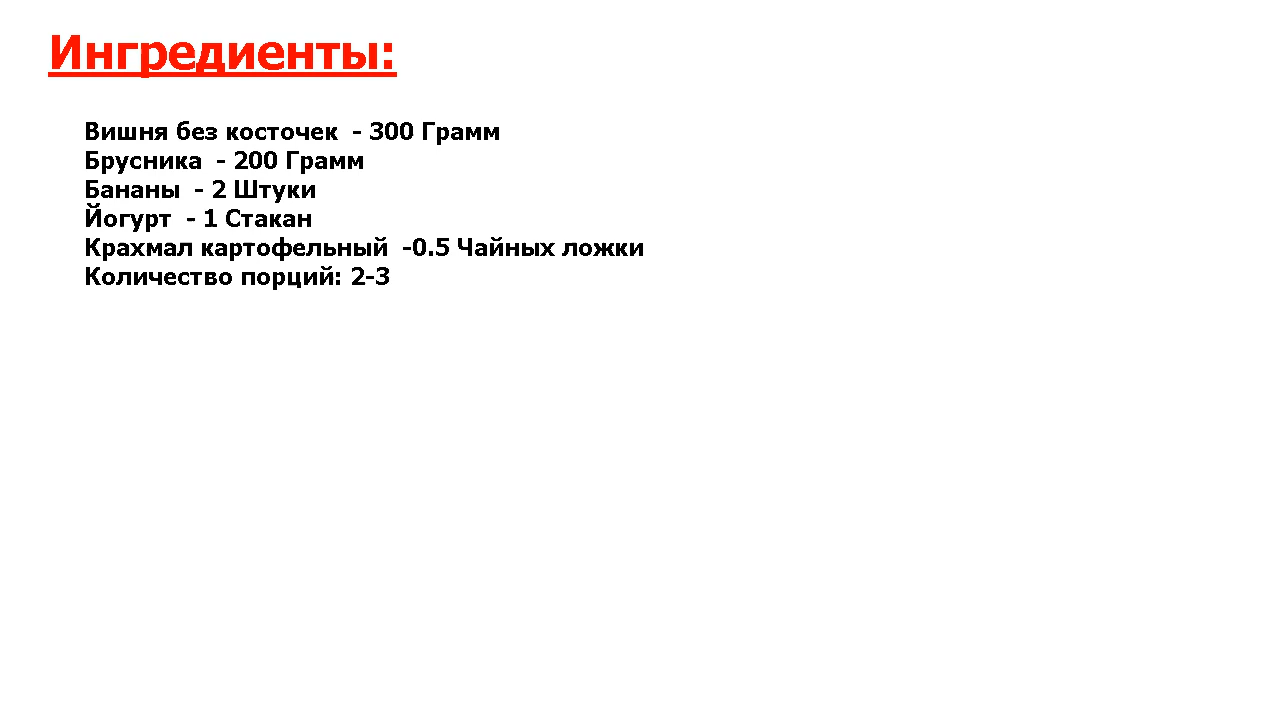 Ингредиенты:
Вишня без косточек - 300 Грамм
Брусника - 200 Грамм
Бананы - 2 Штуки
Йогурт - 1 Стакан
Крахмал картофельный -0.5 Чайных ложки
Количество порций: 2-3